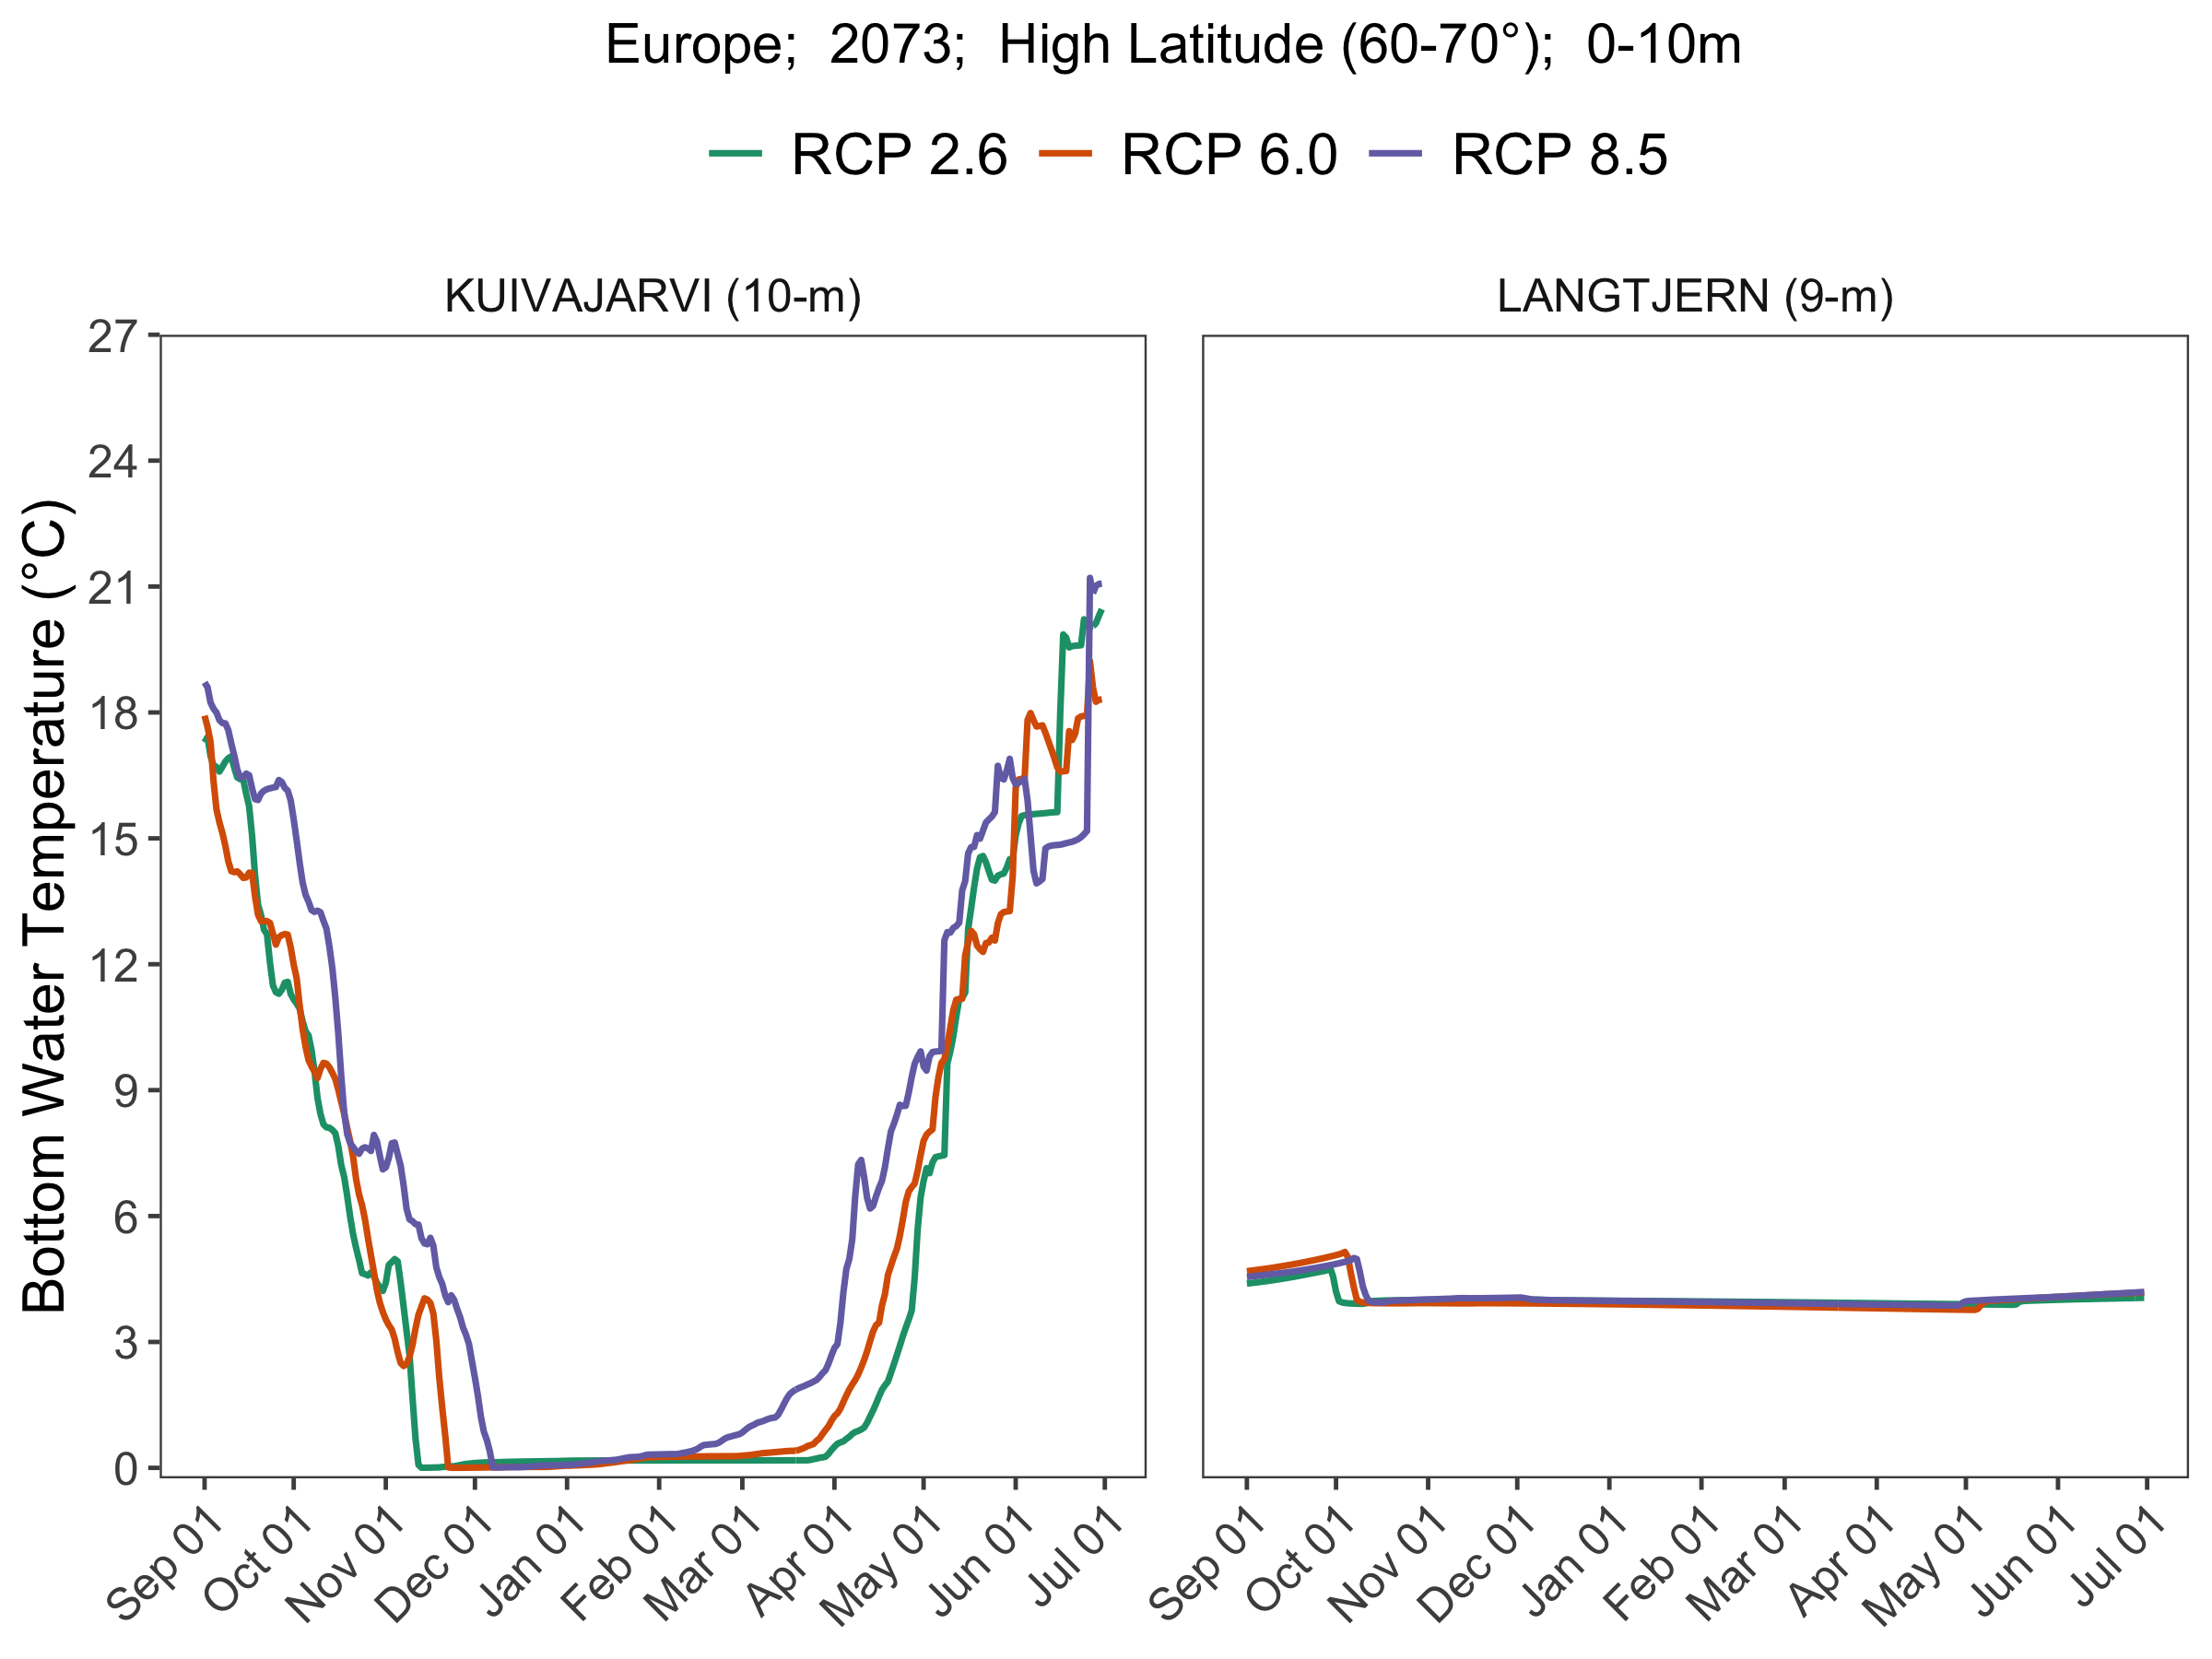 Europe; 2073; High Latitude (60-70°); 0-10m
RCP 2.6 RCP 6.0 RCP 8.5
KUIVAJARVI (10-m) LANGTJERN (9-m)
Bottom Water Temperature (°C)
27
24
21
18
15
12
9
6
3
0
Sep 01 Oct 01 Nov 01 Dec 01 Jan 01 Feb 01 Mar 01 Apr 01 May 01 Jun 01 Jul 01
Sep 01 Oct 01 Nov 01 Dec 01 Jan 01 Feb 01 Mar 01 Apr 01 May 01 Jun 01 Jul 01